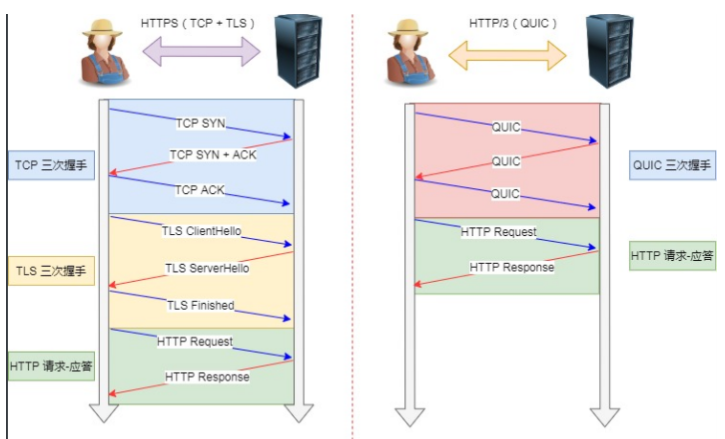 HTTPS（TCP + TLS）
TCP 三次握手
TCP SYN
TCP SYN + ACK
TCP ACK
TLS 三次握手
TLS ClientHello
TLS ServerHello
TLS Finished
HTTP 请求-应答
HTTP Request
HTTP Response
HTTP/3 (QUIC）
QUIC
QUIC
QUIC
QUIC 三次握手
HTTP Request
HTTP Response
HTTP 请求-应答